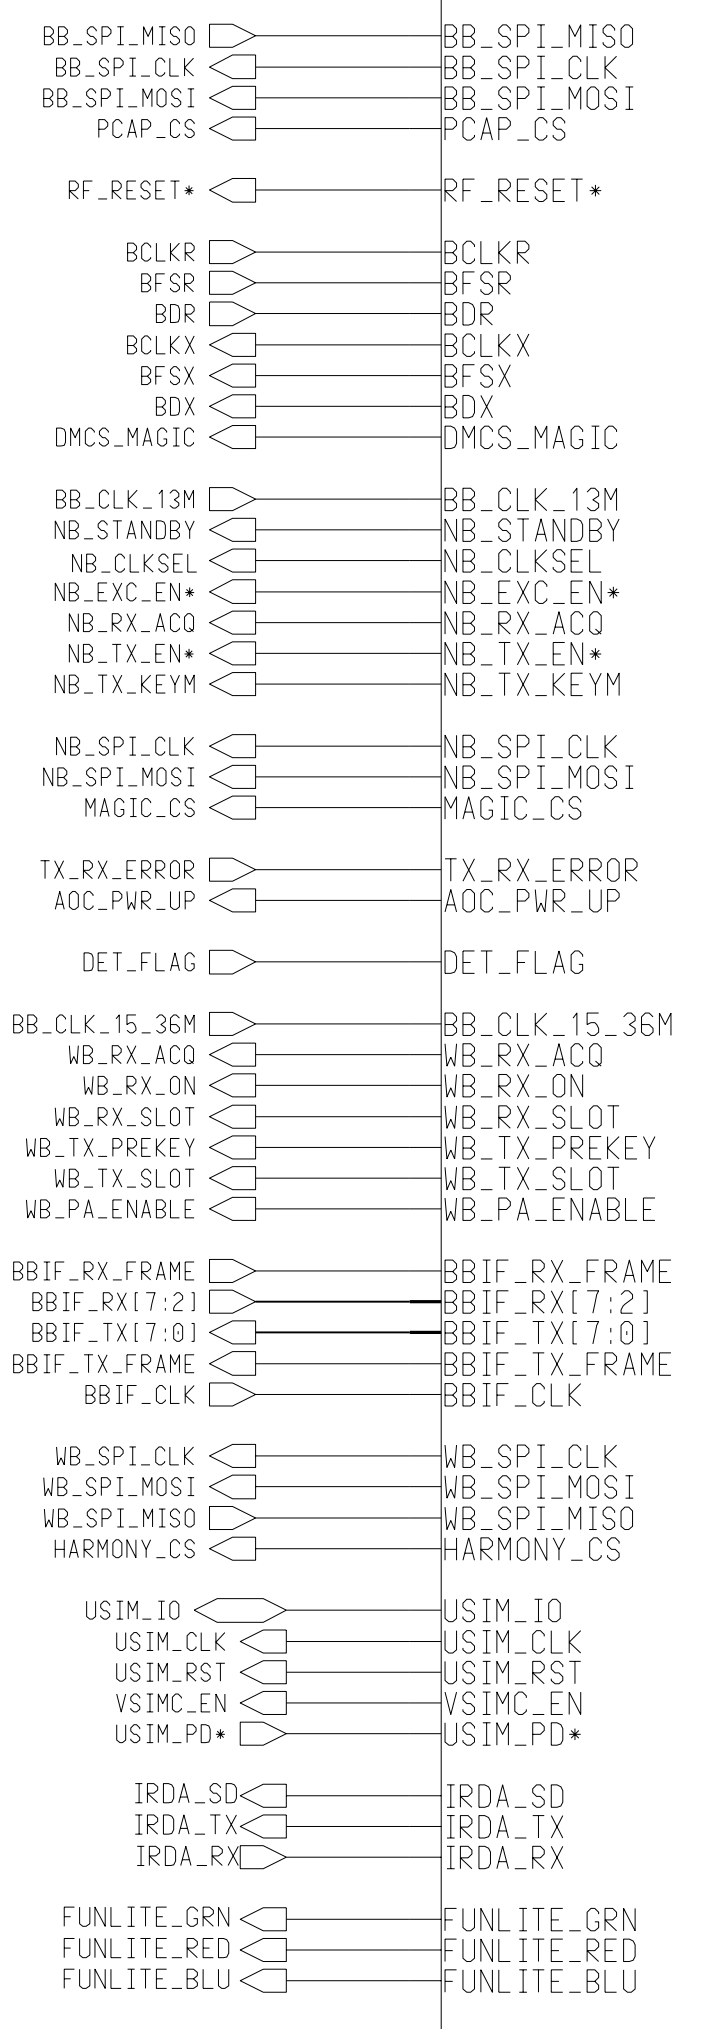 BB_SPI_MISO BB_SPI_MISO
BB_SPI_CLK BB_SPI_CLK
BB_SPI_MOSI BB_SPI_MOSI
PCAP_CS PCAP_CS
RF_RESET* RF_RESET*
BCLKR BCLKR
BFSR BFSR
BDR BDR
BCLKX BCLKX
BFSX BFSX
BDX BDX
DMCS_MAGIC DMCS_MAGIC
BB_CLK_13M BB_CLK_13M
NB_STANDBY NB_STANDBY
NB_CLKSEL NB_CLKSEL
NB_EXC_EN* NB_EXC_EN*
NB_RX_ACQ NB_RX_ACQ
NB_TX_EN* NB_TX_EN*
NB_TX_KEYM NB_TX_KEYM
NB_SPI_CLK NB_SPI_CLK
NB_SPI_MOSI NB_SPI_MOSI
MAGIC_CS MAGIC_CS
TX_RX_ERROR TX_RX_ERROR
AOC_PWR_UP AOC_PWR_UP
DET_FLAG DET_FLAG
BB_CLK_15_36M BB_CLK_15_36M
WB_RX_ACQ WB_RX_ACQ
WB_RX_ON WB_RX_ON
WB_RX_SLOT WB_RX_SLOT
WB_TX_PREKEY WB_TX_PREKEY
WB_TX_SLOT WB_TX_SLOT
WB_PA_ENABLE WB_PA_ENABLE
BBIF_RX_FRAME BBIF_RX_FRAME
BBIF_RX[7:2] BBIF_RX[7:2]
BBIF_TX[7:0] BBIF_TX[7:0]
BBIF_TX_FRAME BBIF_TX_FRAME
BBIF_CLK BBIF_CLK
WB_SPI_CLK WB_SPI_CLK
WB_SPI_MOSI WB_SPI_MOSI
WB_SPI_MISO WB_SPI_MISO
HARMONY_CS HARMONY_CS
USIM_IO USIM_IO
USIM_CLK USIM_CLK
USIM_RST USIM_RST
VSIMC_EN VSIMC_EN
USIM_PD* USIM_PD*
IRDA_SD IRDA_SD
IRDA_TX IRDA_TX
IRDA_RX IRDA_RX
FUNLITE_GRN FUNLITE_GRN
FUNLITE_RED FUNLITE_RED
FUNLITE_BLU FUNLITE_BLU